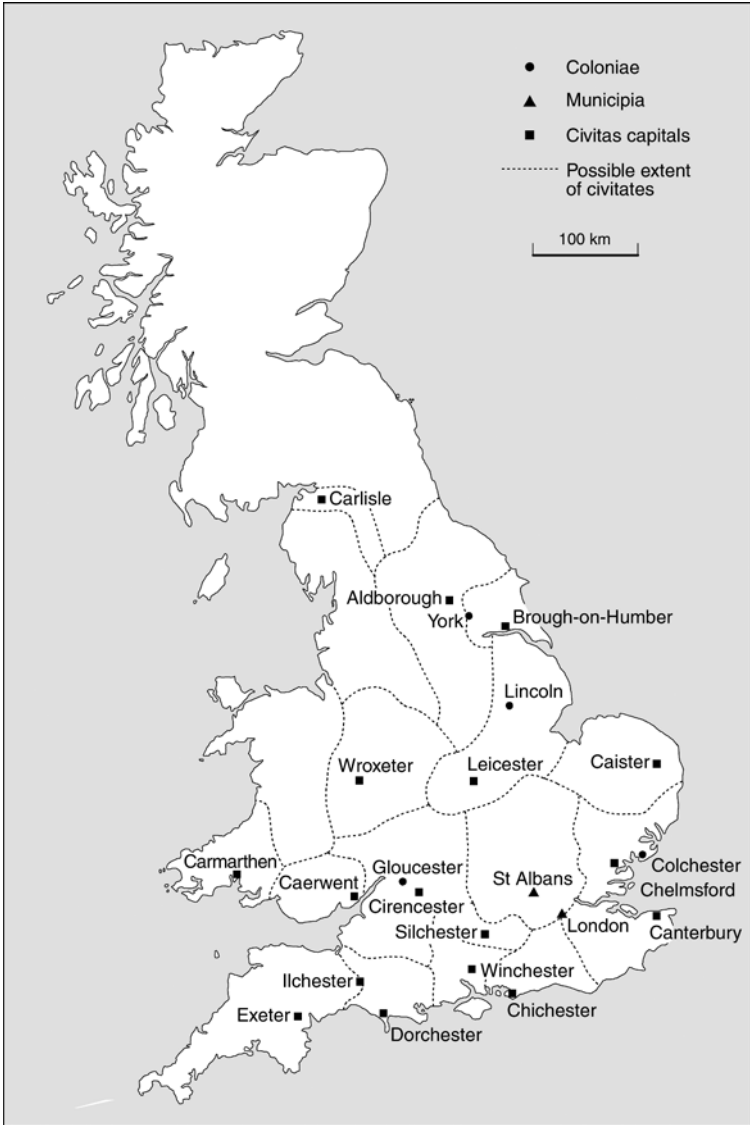 Coloniae
Municipia
Civitas capitals
Possible extent
of civitates
100 km
Carlisle
Aldborough
York
Brough-on-Humber
Lincoln
Wroxeter
Leicester
Caister
Carmarthen
Gloucester
St Albans
Colchester
Caerwent
Chelmsford
Cirencester
London
Canterbury
Silchester
Winchester
Ilchester
Chichester
Exeter
Dorchester